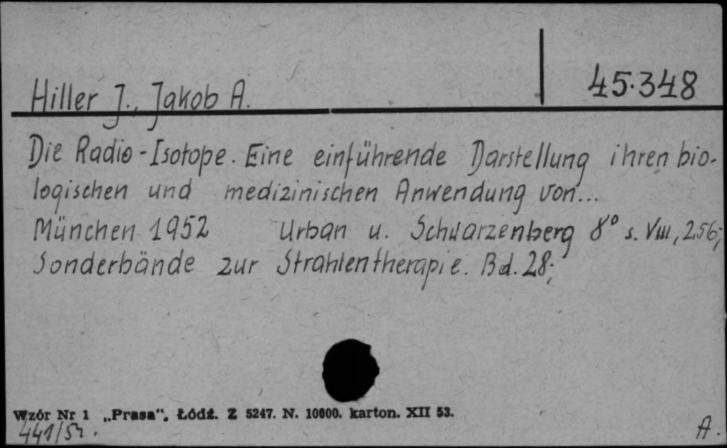 45.348
Hiller J., Jakob A.
Die Radio-Isotope. Eine einführende Darstellung ihren bio-
logischen und medizinischen Anwendung von...
München 1952 Urban u. Schwarzenberg 8° s. VIII, 256;
Sonderbände zur Strahlentherapie. Bd. 28;
Wzór Nr 1 „Prasa”, Łódź. Z 5247. N. 10000. karton. XII 53.
441/54. A.